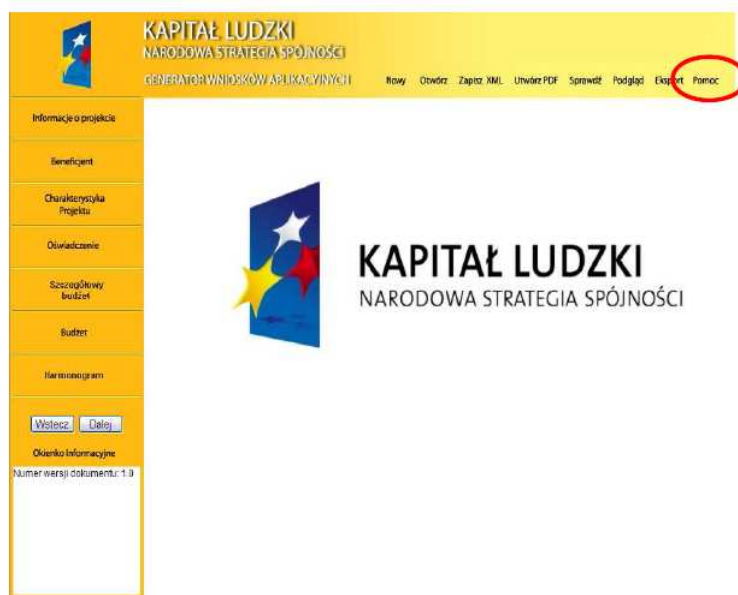 KAPITAŁ LUDZKI
NARODOWA STRATEGIA SPÓJNOŚCI
GENERATOR WNIOSKÓW APLIKACYJNYCH
Nowy Otwórz Zapisz XML Utwórz PDF Sprawdź Podgląd Eksport Pomoc
Informacje o projekcie
Beneficjent
Charakterystyka
Projektu
Oświadczenie
Szczegółowy
budżet
Budżet
Harmonogram
Wstecz Dalej
Okienko Informacyjne
Numer wersji dokumentu: 1.0
KAPITAŁ LUDZKI
NARODOWA STRATEGIA SPÓJNOŚCI